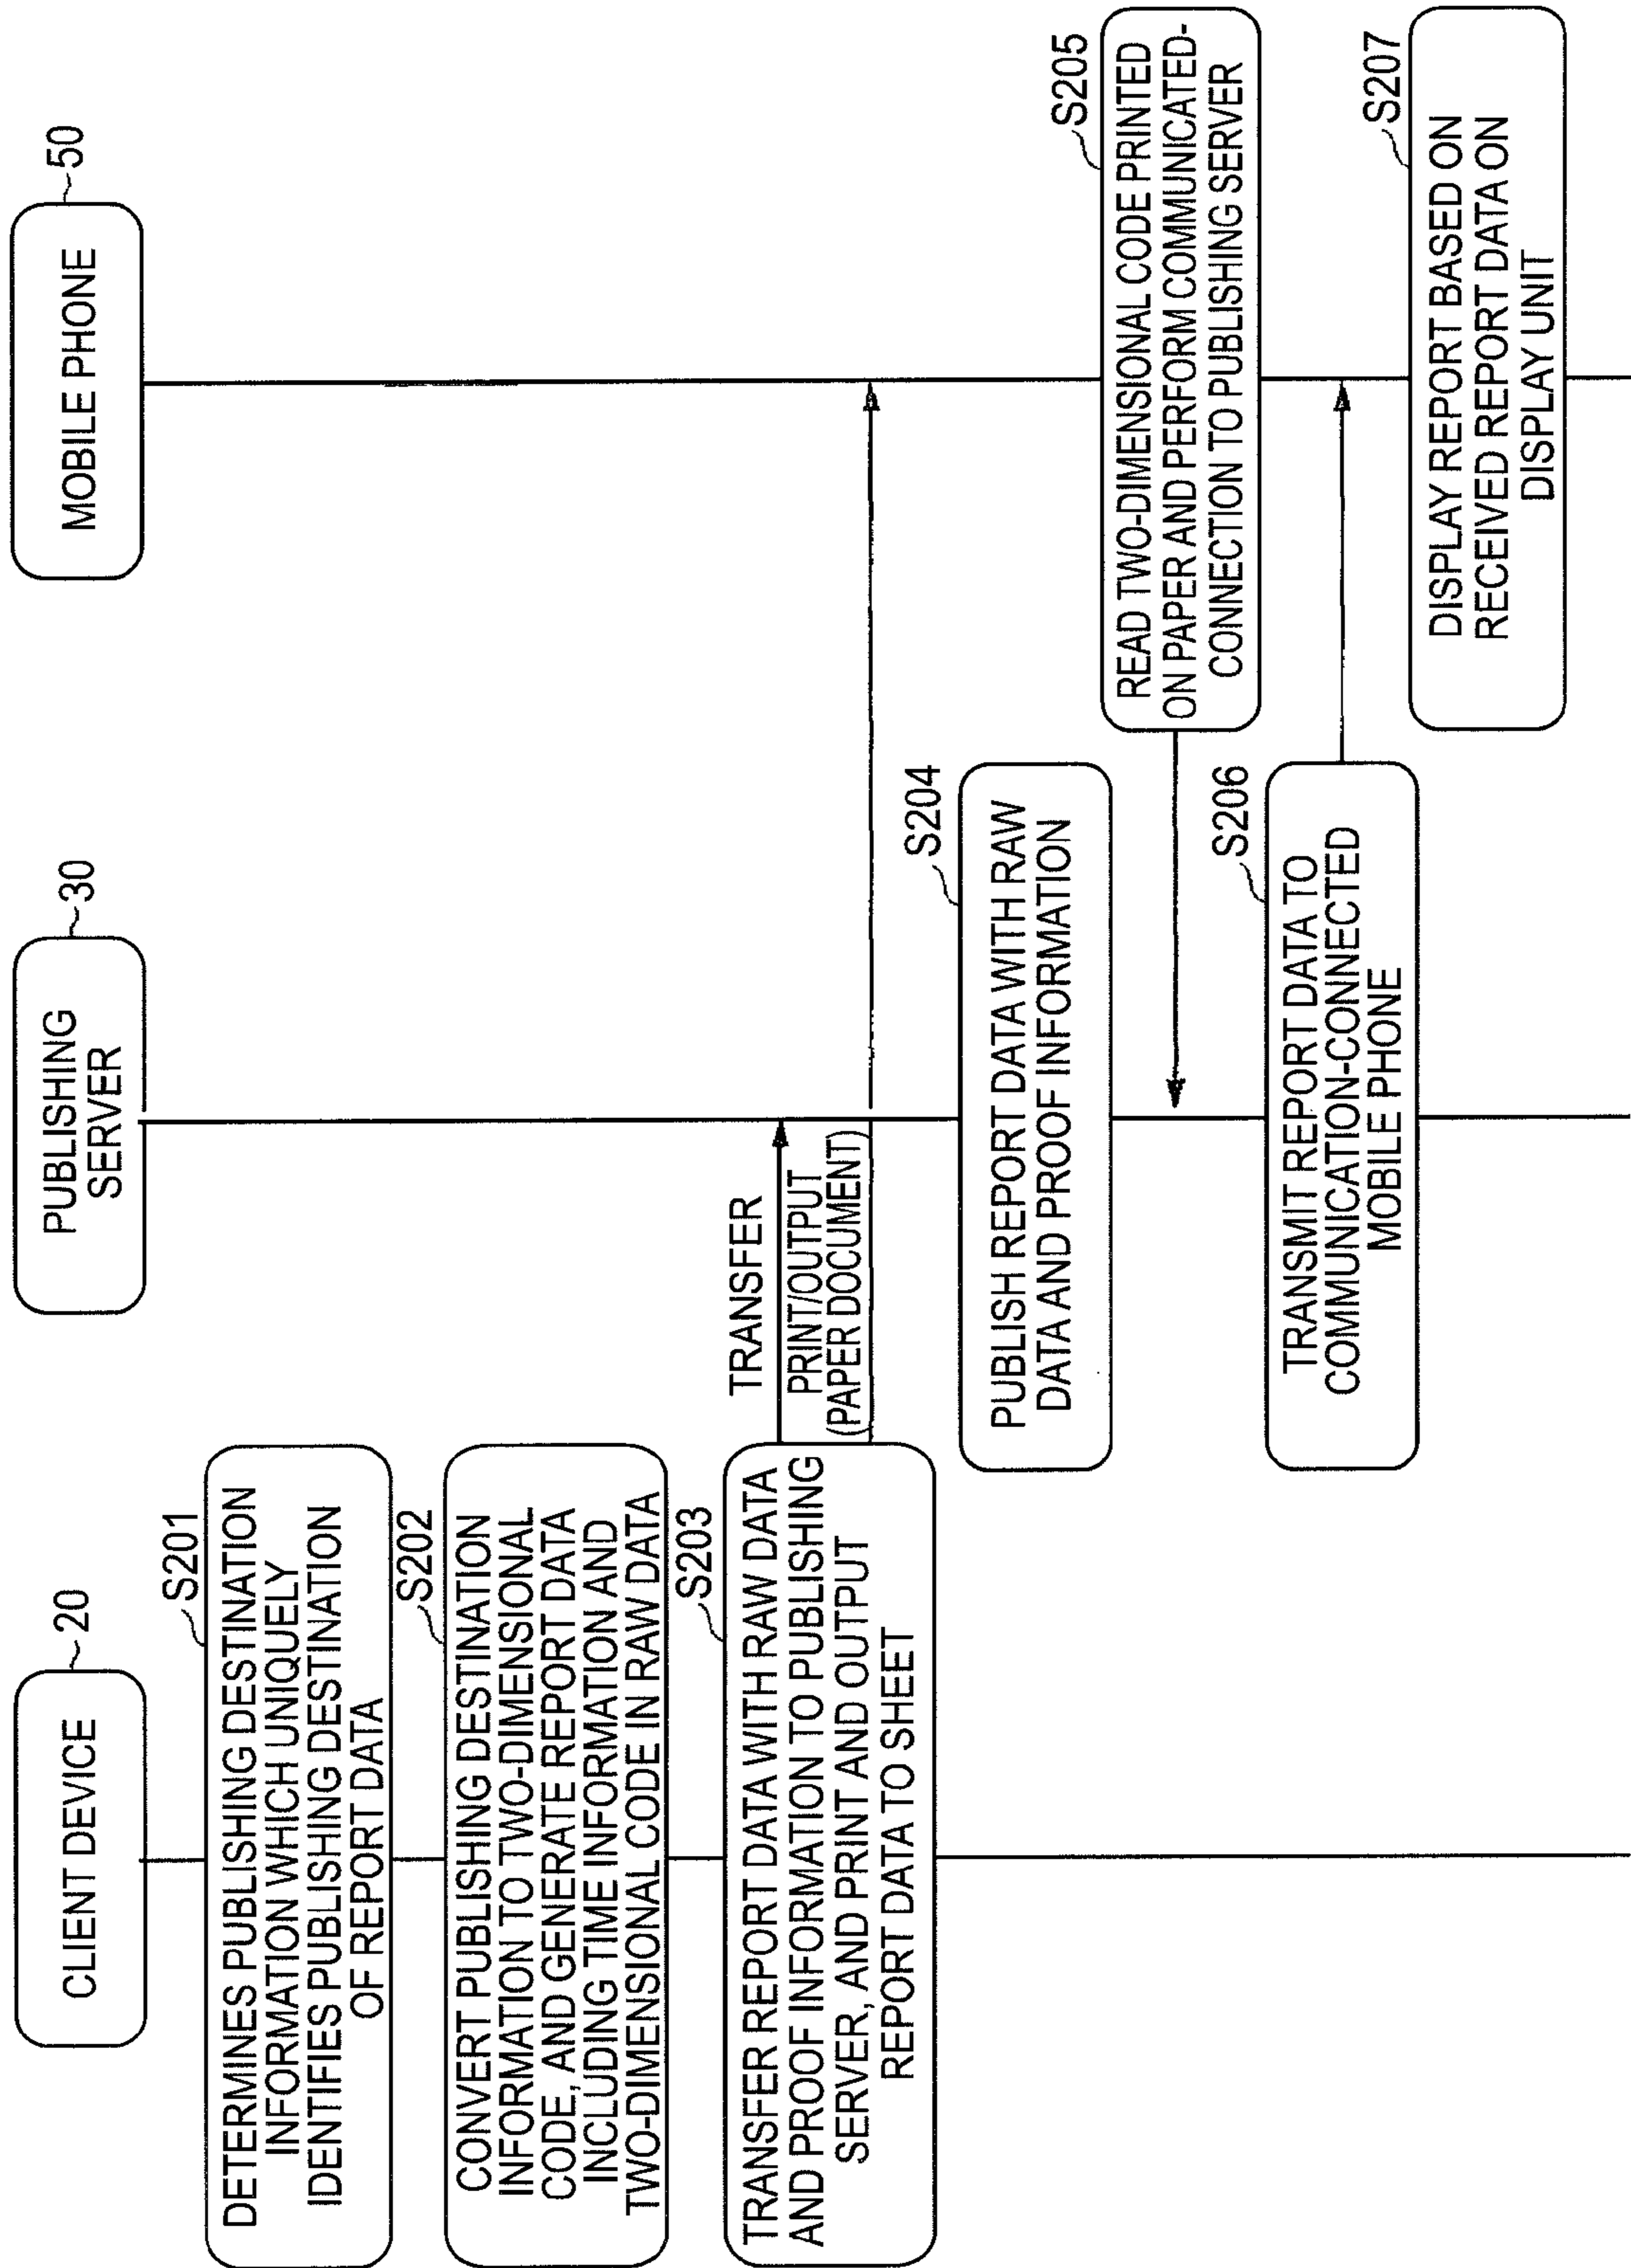 CLIENT DEVICE
20
PUBLISHING
SERVER
30
MOBILE PHONE
50
S201
DETERMINES PUBLISHING DESTINATION
INFORMATION WHICH UNIQUELY
IDENTIFIES PUBLISHING DESTINATION
OF REPORT DATA
S202
CONVERT PUBLISHING DESTINATION
INFORMATION TO TWO-DIMENSIONAL
CODE, AND GENERATE REPORT DATA
INCLUDING TIME INFORMATION AND
TWO-DIMENSIONAL CODE IN RAW DATA
S203
TRANSFER REPORT DATA WITH RAW DATA
AND PROOF INFORMATION TO PUBLISHING
SERVER, AND PRINT AND OUTPUT
REPORT DATA TO SHEET
TRANSFER
PRINT/OUTPUT
(PAPER DOCUMENT)
S204
PUBLISH REPORT DATA WITH RAW
DATA AND PROOF INFORMATION
S205
READ TWO-DIMENSIONAL CODE PRINTED
ON PAPER AND PERFORM COMMUNICATED-
CONNECTION TO PUBLISHING SERVER
S206
TRANSMIT REPORT DATA TO
COMMUNICATION-CONNECTED
MOBILE PHONE
S207
DISPLAY REPORT BASED ON
RECEIVED REPORT DATA ON
DISPLAY UNIT